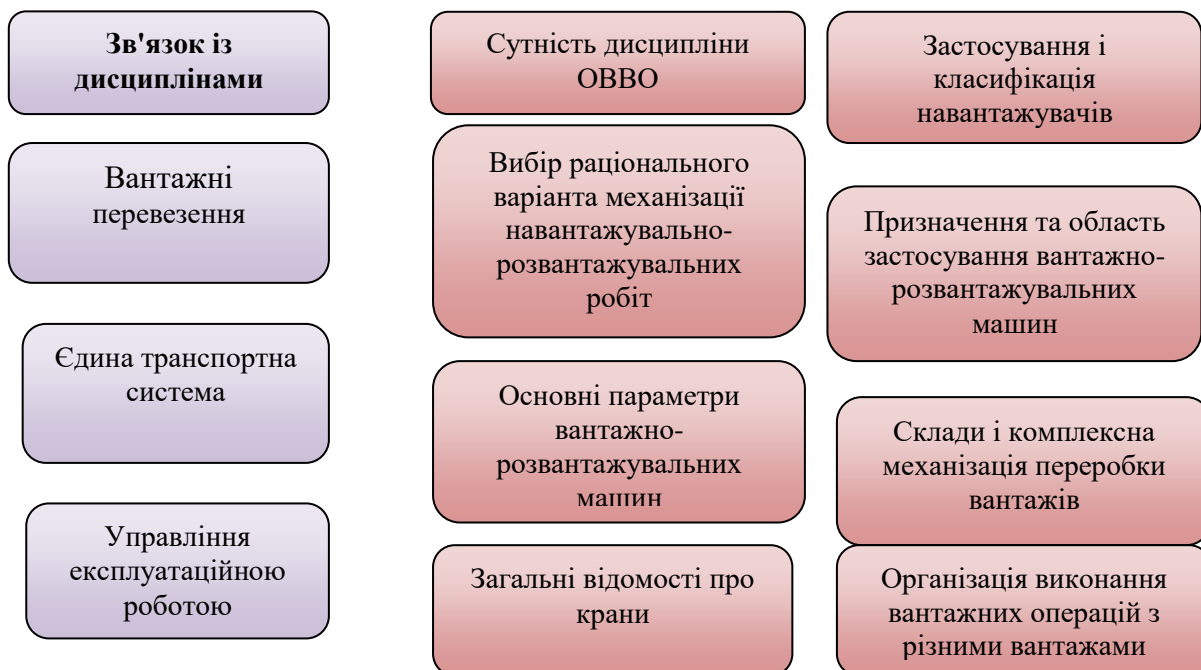 Зв'язок із
дисциплінами
Вантажні
перевезення
Єдина транспортна
система
Управління
експлуатаційною
роботою
Сутність дисципліни
ОВВО
Вибір раціонального
варіанта механізації
навантажувально-
розвантажувальних
робіт
Основні параметри
вантажно-
розвантажувальних
машин
Загальні відомості про
крани
Застосування і
класифікація
навантажувачів
Призначення та область
застосування вантажно-
розвантажувальних
машин
Склади і комплексна
механізація переробки
вантажів
Організація виконання
вантажних операцій з
різними вантажами